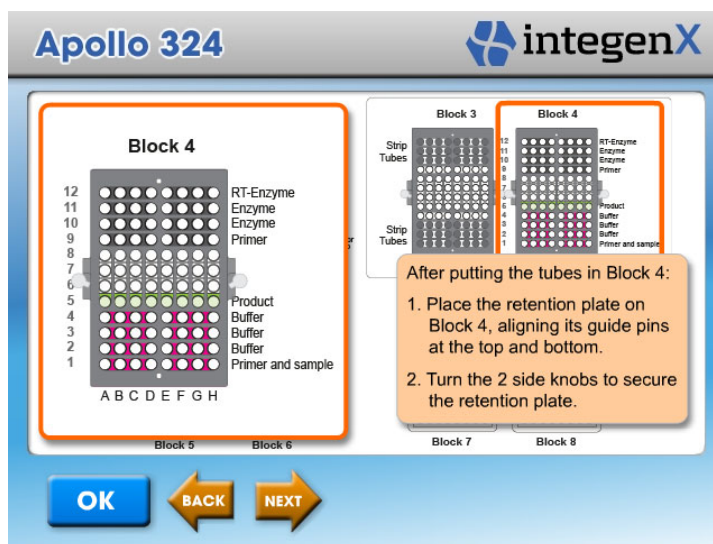 Apollo 324
integenX
Block 4
12 RT-Enzyme
11 Enzyme
10 Enzyme
9 Primer
8
7
6
5 Product
4 Buffer
3 Buffer
2 Buffer
1 Primer and sample
A B C D E F G H
Block 3
Block 4
Strip
Tubes
Strip
Tubes
12 RT-Enzyme
11 Enzyme
10 Enzyme
9 Primer
8
7
5 Product
4 Buffer
3 Buffer
2 Buffer
1 Primer and sample
After putting the tubes in Block 4:
1. Place the retention plate on
Block 4, aligning its guide pins
at the top and bottom.
2. Turn the 2 side knobs to secure
the retention plate.
Block 5
Block 6
Block 7
Block 8
OK
BACK
NEXT